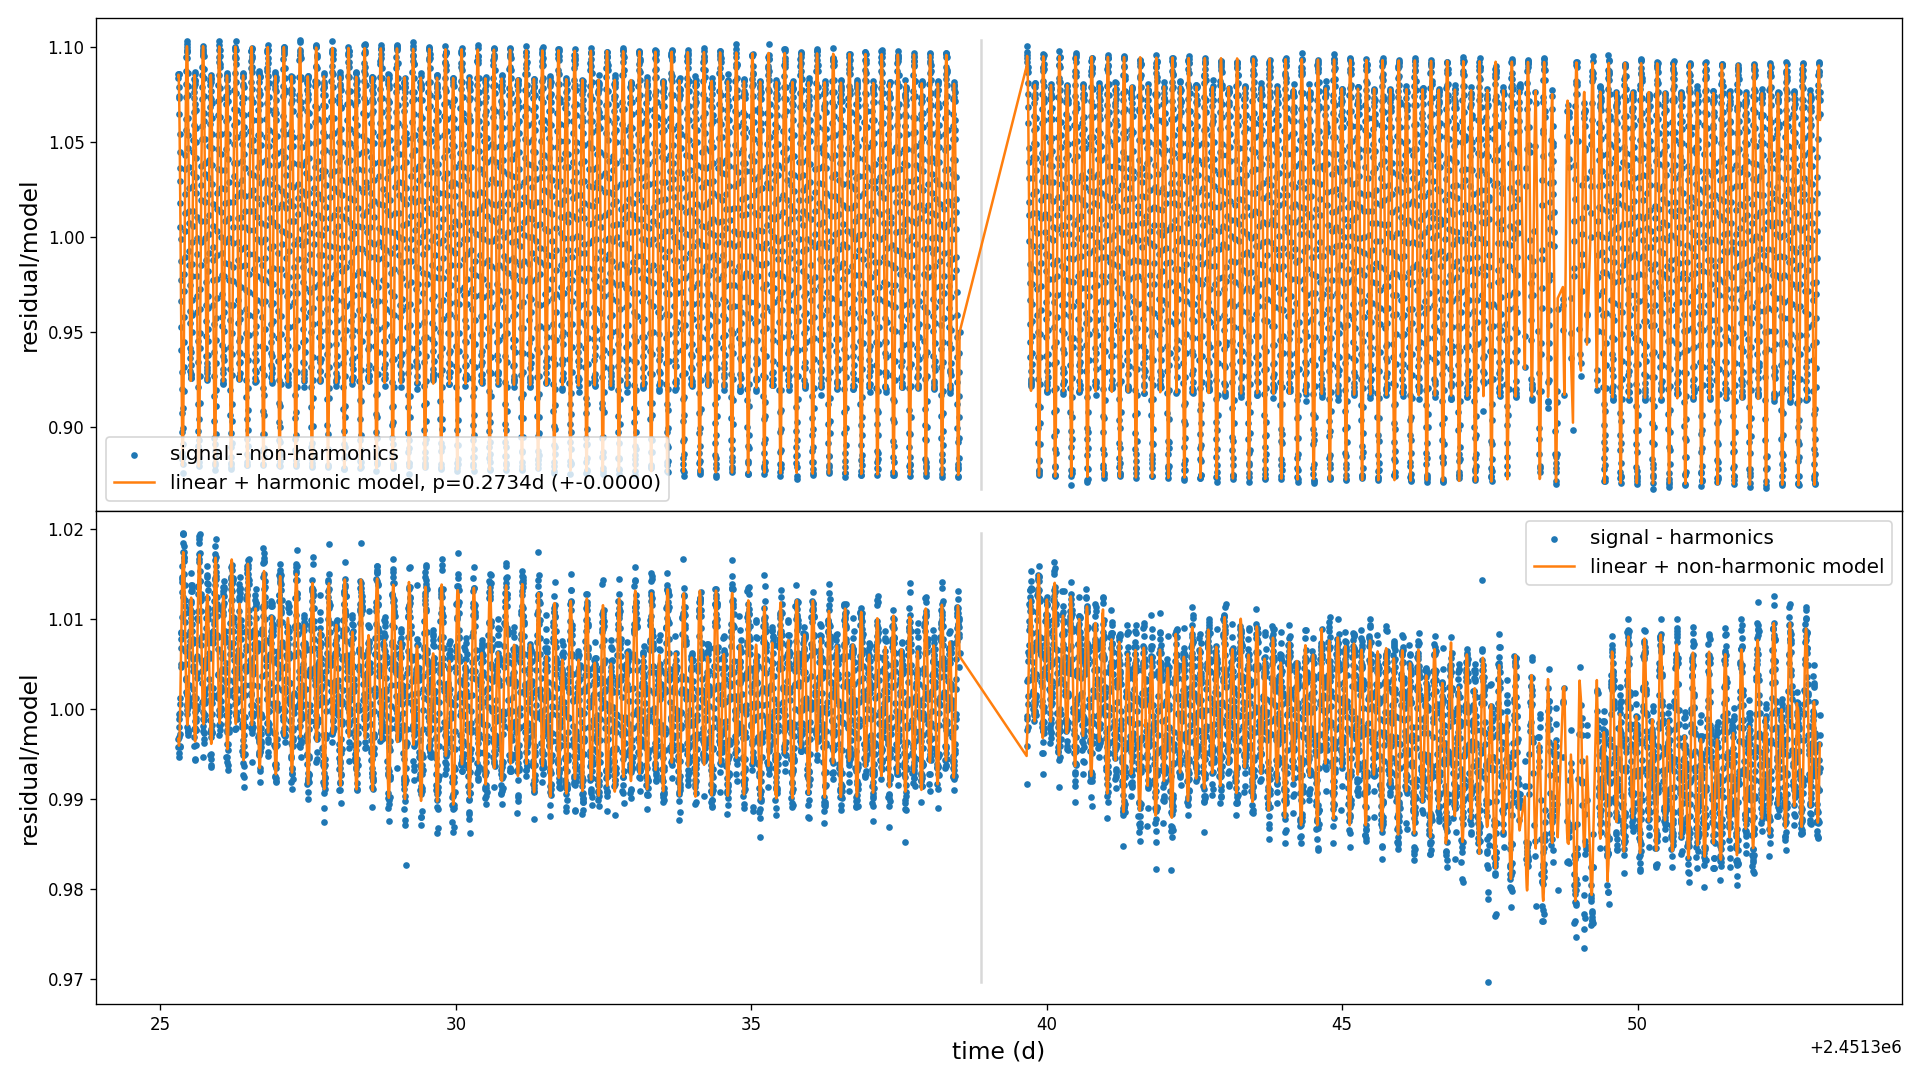 1.10
1.05
1.00
0.95
0.90
residual/model
signal - non-harmonics
linear + harmonic model, p=0.2734d (+-0.0000)
1.02
1.01
1.00
0.99
0.98
0.97
residual/model
signal - harmonics
linear + non-harmonic model
25 30 35 40 45 50
time (d)
+2.4513e6